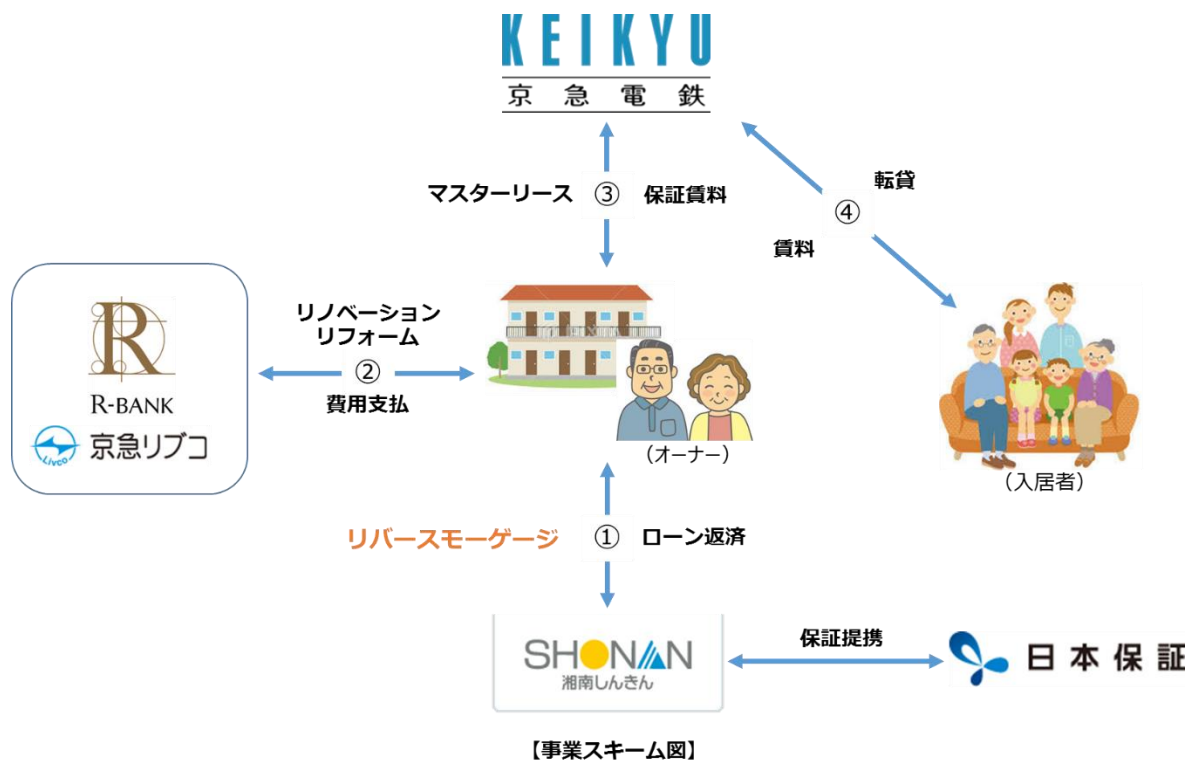 KEIKYU
京急電鉄
マスターリース ③ 保証賃料
転貸
④
賃料
R-BANK
Livco 京急リブコ
リノベーション
リフォーム
②
費用支払
（オーナー）
（入居者）
リバースモーゲージ ① ローン返済
SHONAN
湘南しんきん
保証提携
日本保証
【事業スキーム図】